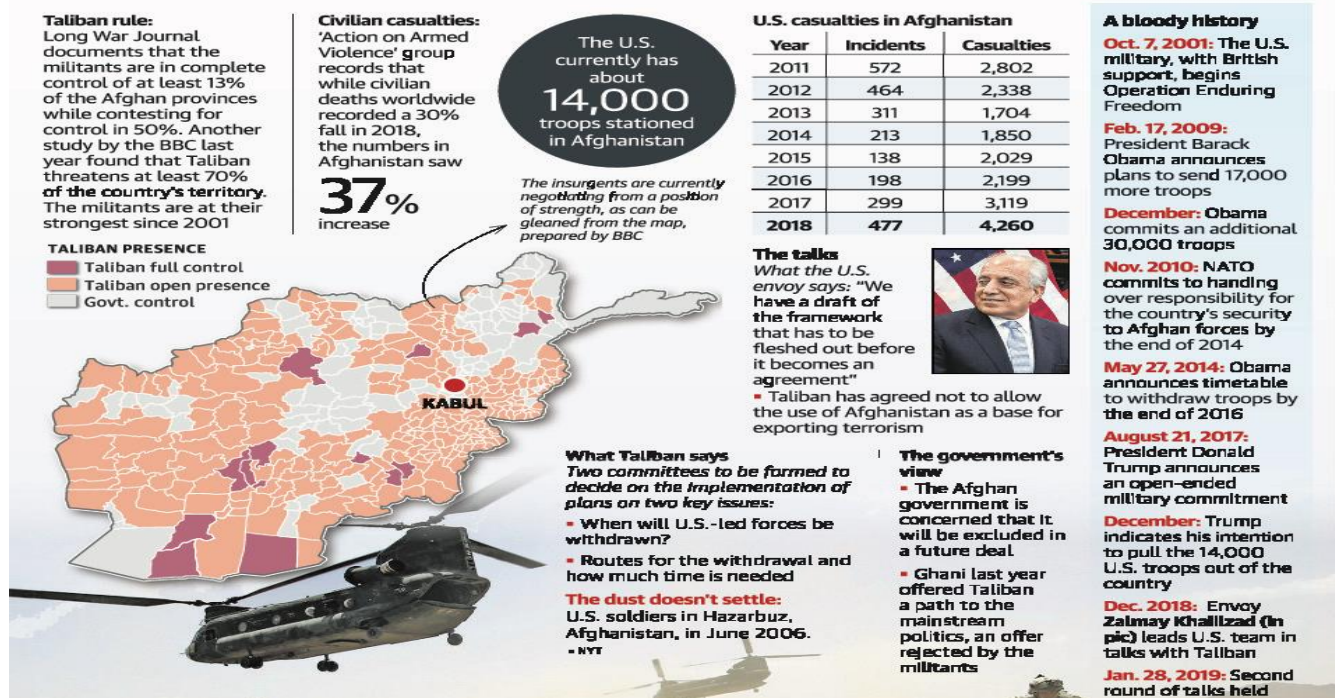 Taliban rule:
Long War Journal
documents that the
militants are in complete
control of at least 13%
of the Afghan provinces
while contesting for
control in 50%. Another
study by the BBC last
year found that Taliban
threatens at least 70%
of the country's territory.
The militants are at their
strongest since 2001
Civilian casualties:
'Action on Armed
Violence' group
records that
while civilian
deaths worldwide
recorded a 30%
fall in 2018,
the numbers in
Afghanistan saw
37%
increase
The U.S.
currently has
about
14,000
troops stationed
in Afghanistan
The insurgents are currently
negotiating from a position
of strength, as can be
gleaned from the map,
prepared by BBC
TALIBAN PRESENCE
Taliban full control
Taliban open presence
Govt. control
KABUL
U.S. casualties in Afghanistan
Year Incidents Casualties
2011 572 2,802
2012 464 2,338
2013 311 1,704
2014 213 1,850
2015 138 2,029
2016 198 2,199
2017 299 3,119
2018 477 4,260
The talks
What the U.S.
envoy says: "We
have a draft of
the framework
that has to be
fleshed out before
it becomes an
agreement"
▪ Taliban has agreed not to allow
the use of Afghanistan as a base for
exporting terrorism
What Taliban says
Two committees to be formed to
decide on the implementation of
plans on two key issues:
▪ When will U.S.-led forces be
withdrawn?
▪ Routes for the withdrawal and
how much time is needed
The dust doesn't settle:
U.S. soldiers in Hazarbuz,
Afghanistan, in June 2006.
▪ NYT
The government's
view
▪ The Afghan
government is
concerned that it
will be excluded in
a future deal
▪ Ghani last year
offered Taliban
a path to the
mainstream
politics, an offer
rejected by the
militants
A bloody history
Oct. 7, 2001: The U.S.
military, with British
support, begins
Operation Enduring
Freedom
Feb. 17, 2009:
President Barack
Obama announces
plans to send 17,000
more troops
December: Obama
commits an additional
30,000 troops
Nov. 2010: NATO
commits to handing
over responsibility for
the country's security
to Afghan forces by
the end of 2014
May 27, 2014: Obama
announces timetable
to withdraw troops by
the end of 2016
August 21, 2017:
President Donald
Trump announces
an open-ended
military commitment
December: Trump
indicates his intention
to pull the 14,000
U.S. troops out of the
country
Dec. 2018: Envoy
Zalmay Khalilzad (in
pic) leads U.S. team in
talks with Taliban
Jan. 28, 2019: Second
round of talks held